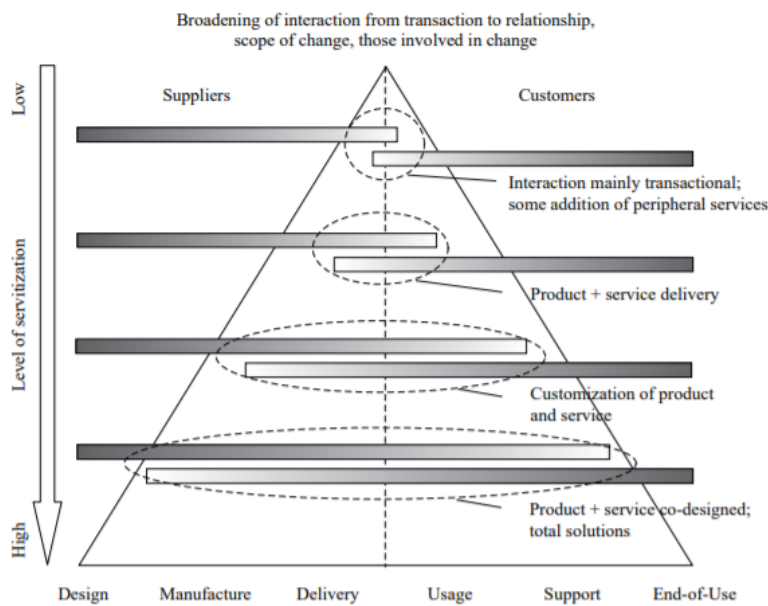 Broadening of interaction from transaction to relationship,
scope of change, those involved in change
Low
Suppliers
Customers
Interaction mainly transactional;
some addition of peripheral services
Level of servitization
Product + service delivery
Customization of product
and service
Product + service co-designed;
total solutions
High
Design
Manufacture
Delivery
Usage
Support
End-of-Use